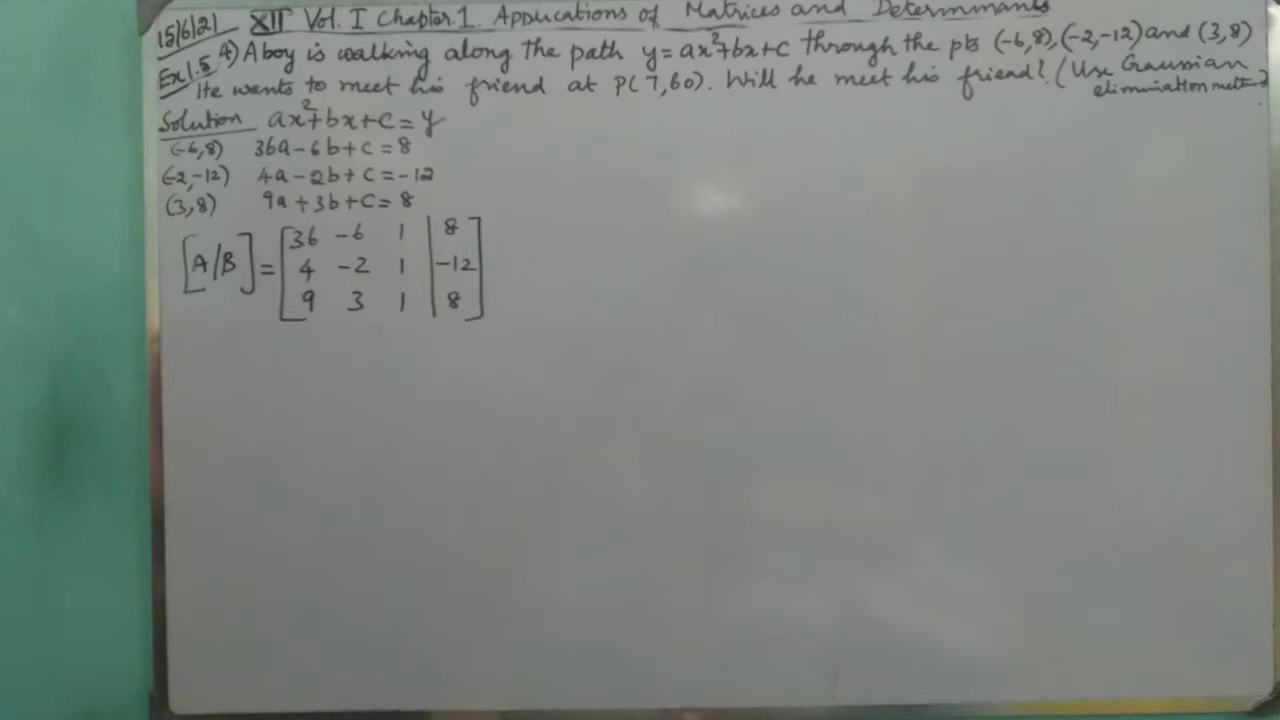 15/6/21 XII Vol. I Chapter.1. Applications of Matrices and Determinants
Ex 1.5 4) A boy is walking along the path y = ax²+bx+c through the pts (-6,8), (-2,-12) and (3,8)
He wants to meet his friend at P(7,60). Will he meet his friend? (Use Gaussian
elimination method)
Solution ax²+bx+c = y
(-6,8) 36a-6b+c = 8
(-2,-12) 4a-2b+c = -12
(3,8) 9a+3b+c = 8
36 -6 1 | 8
[A/B] = 4 -2 1 | -12
9 3 1 | 8